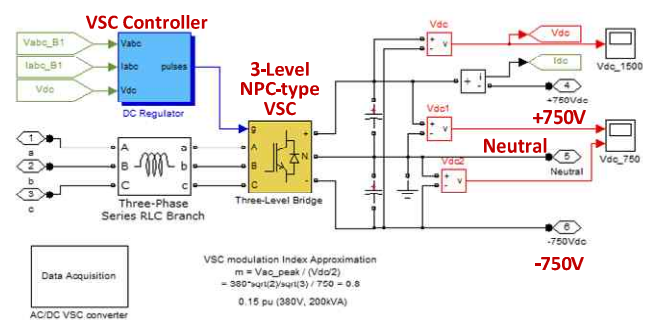 VSC Controller
Vabc_B1
Iabc_B1
Vdc
Vabc
Iabc
Vdc
pulses
DC Regulator
3-Level
NPC-type
VSC
g
A
B
C
+
N
-
Three-Level Bridge
1
a
2
b
3
c
A
B
C
a
b
c
Three-Phase
Series RLC Branch
Vdc
+
-
v
Vdc
Idc
Vdc_1500
+
-
i
4
+750Vdc
+750V
Vdc1
+
-
v
Neutral
5
Neutral
Vdc2
+
-
v
Vdc_750
6
-750Vdc
-750V
Data Acquisition
AC/DC VSC converter
VSC modulation Index Approximation
m = Vac_peak / (Vdc/2)
= 380*sqrt(2)/sqrt(3) / 750 = 0.8
0.15 pu (380V, 200kVA)